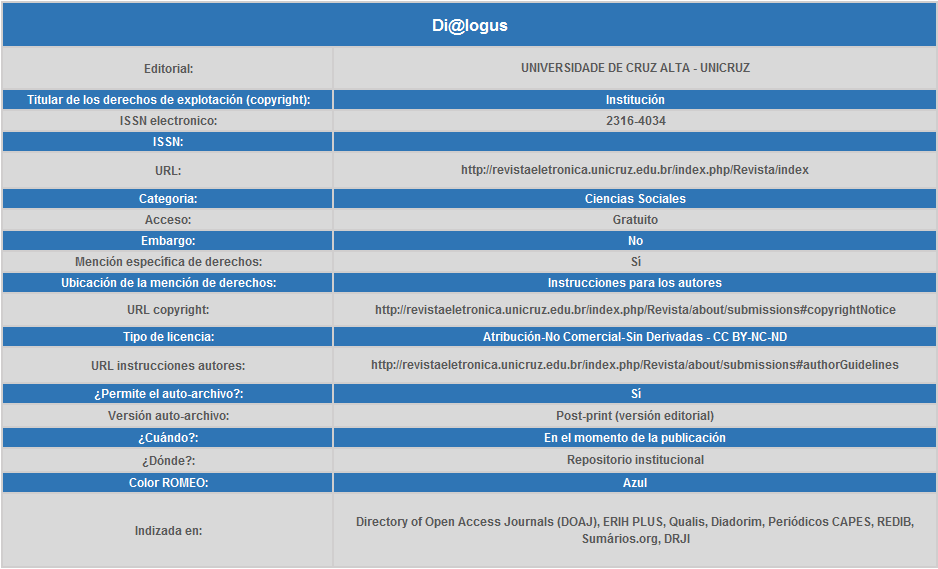 Di@logus
Editorial: UNIVERSIDADE DE CRUZ ALTA - UNICRUZ
Titular de los derechos de explotación (copyright): Institución
ISSN electronico: 2316-4034
ISSN:
URL: http://revistaeletronica.unicruz.edu.br/index.php/Revista/index
Categoria: Ciencias Sociales
Acceso: Gratuito
Embargo: No
Mención específica de derechos: Sí
Ubicación de la mención de derechos: Instrucciones para los autores
URL copyright: http://revistaeletronica.unicruz.edu.br/index.php/Revista/about/submissions#copyrightNotice
Tipo de licencia: Atribución-No Comercial-Sin Derivadas - CC BY-NC-ND
URL instrucciones autores: http://revistaeletronica.unicruz.edu.br/index.php/Revista/about/submissions#authorGuidelines
¿Permite el auto-archivo?: Sí
Versión auto-archivo: Post-print (versión editorial)
¿Cuándo?: En el momento de la publicación
¿Dónde?: Repositorio institucional
Color ROMEO: Azul
Indizada en: Directory of Open Access Journals (DOAJ), ERIH PLUS, Qualis, Diadorim, Periódicos CAPES, REDIB,
Sumários.org, DRJI